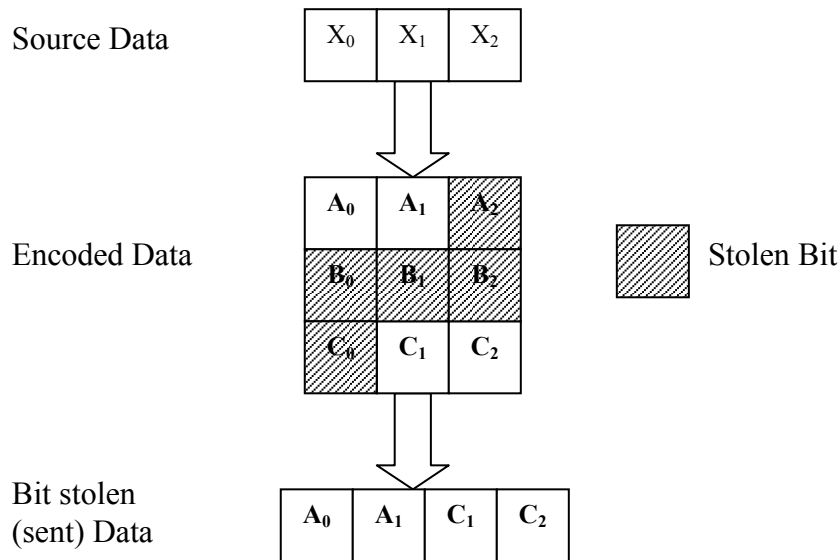 Source Data
X₀ X₁ X₂
A₀ A₁ A₂
Encoded Data
B₀ B₁ B₂
Stolen Bit
C₀ C₁ C₂
Bit stolen
(sent) Data
A₀ A₁ C₁ C₂